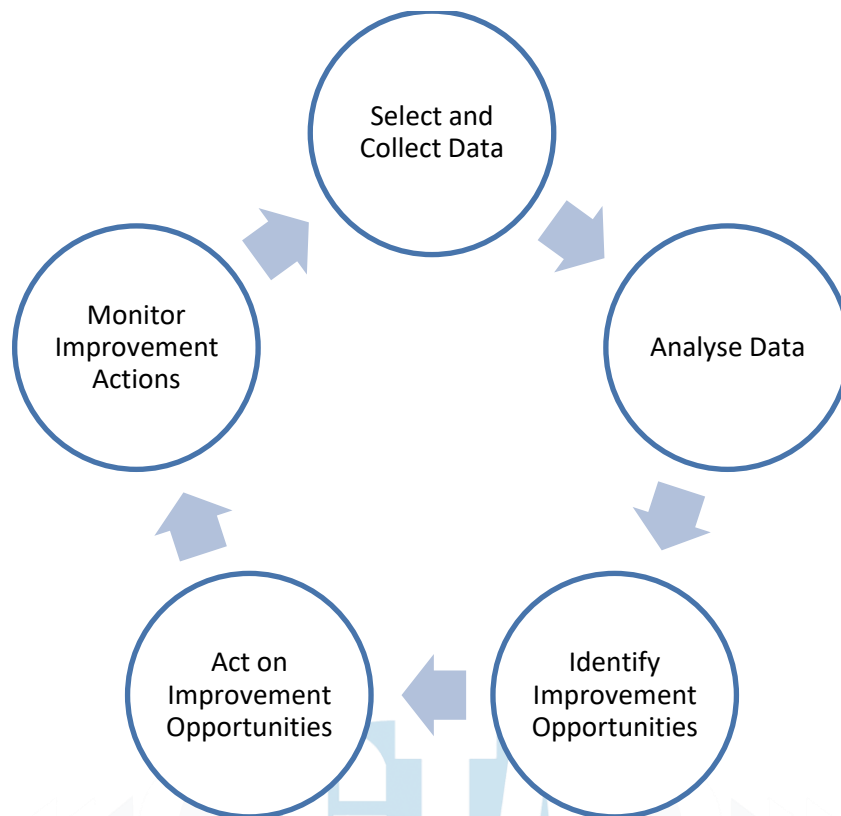 Select and
Collect Data
Analyse Data
Identify
Improvement
Opportunities
Act on
Improvement
Opportunities
Monitor
Improvement
Actions